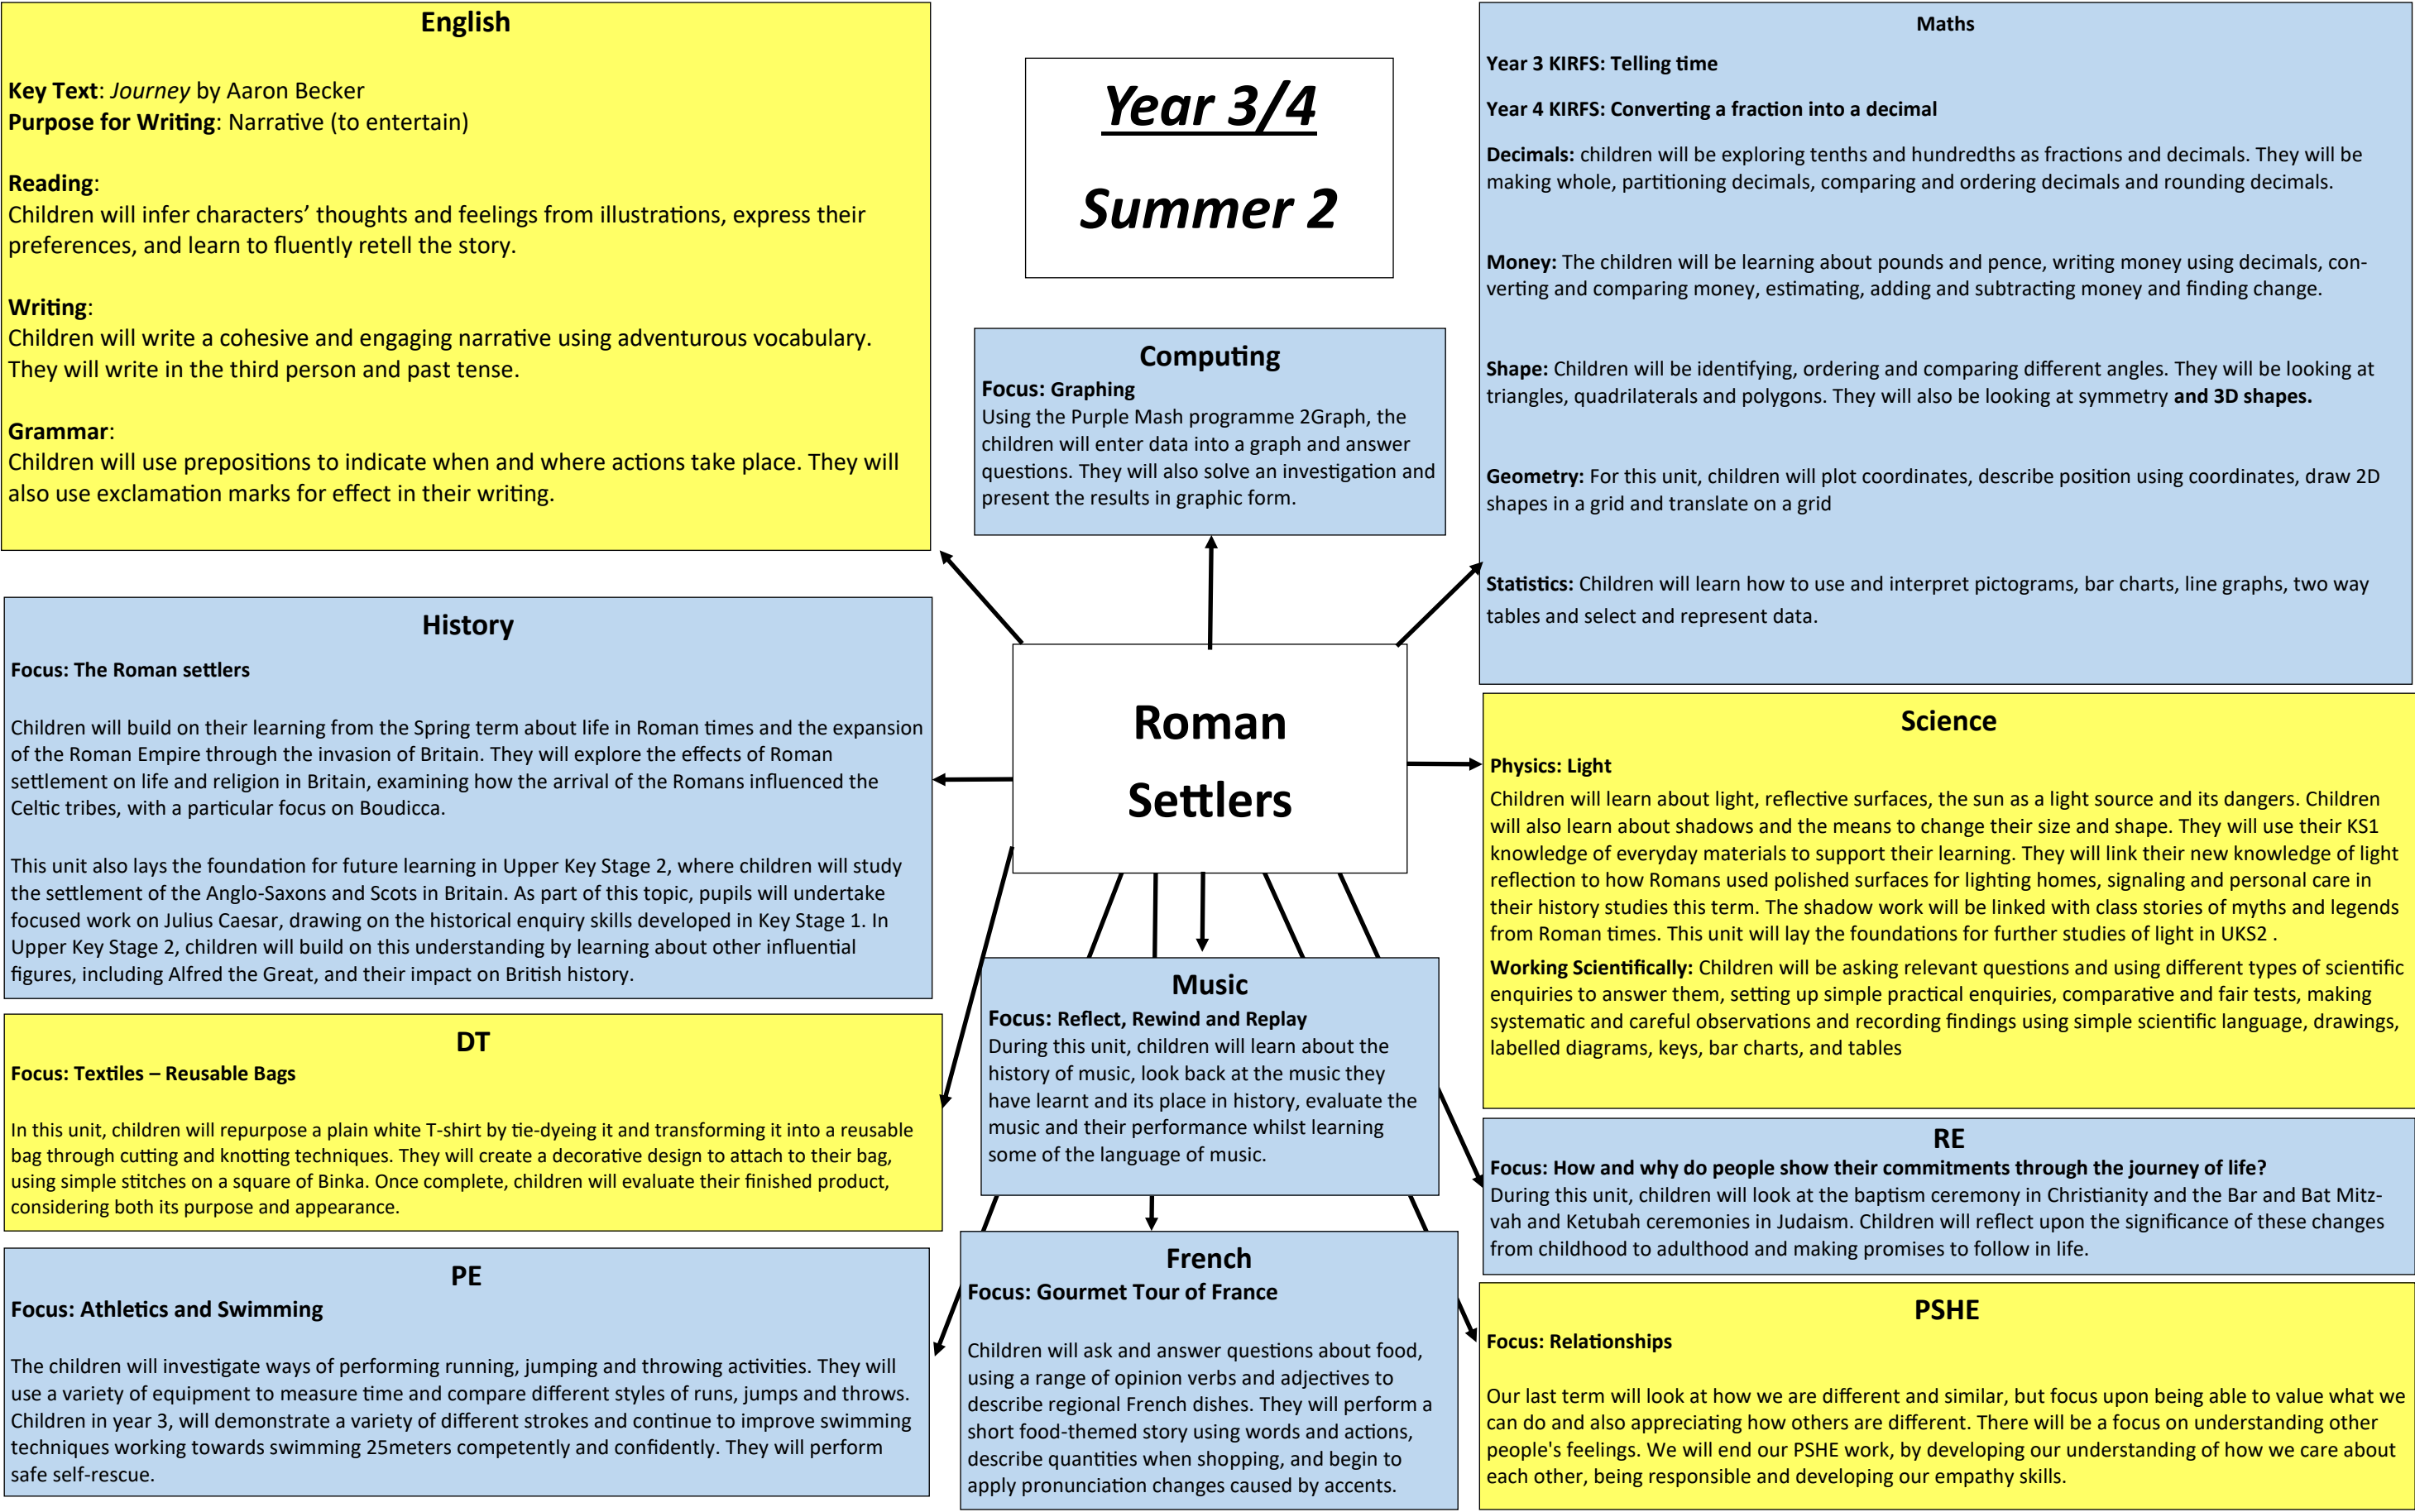 English
Key Text: Journey by Aaron Becker
Purpose for Writing: Narrative (to entertain)
Reading:
Children will infer characters’ thoughts and feelings from illustrations, express their
preferences, and learn to fluently retell the story.
Writing:
Children will write a cohesive and engaging narrative using adventurous vocabulary.
They will write in the third person and past tense.
Grammar:
Children will use prepositions to indicate when and where actions take place. They will
also use exclamation marks for effect in their writing.
Year 3/4
Summer 2
Computing
Focus: Graphing
Using the Purple Mash programme 2Graph, the
children will enter data into a graph and answer
questions. They will also solve an investigation and
present the results in graphic form.
Maths
Year 3 KIRFS: Telling time
Year 4 KIRFS: Converting a fraction into a decimal
Decimals: children will be exploring tenths and hundredths as fractions and decimals. They will be
making whole, partitioning decimals, comparing and ordering decimals and rounding decimals.
Money: The children will be learning about pounds and pence, writing money using decimals, con-
verting and comparing money, estimating, adding and subtracting money and finding change.
Shape: Children will be identifying, ordering and comparing different angles. They will be looking at
triangles, quadrilaterals and polygons. They will also be looking at symmetry and 3D shapes.
Geometry: For this unit, children will plot coordinates, describe position using coordinates, draw 2D
shapes in a grid and translate on a grid
Statistics: Children will learn how to use and interpret pictograms, bar charts, line graphs, two way
tables and select and represent data.
History
Focus: The Roman settlers
Children will build on their learning from the Spring term about life in Roman times and the expansion
of the Roman Empire through the invasion of Britain. They will explore the effects of Roman
settlement on life and religion in Britain, examining how the arrival of the Romans influenced the
Celtic tribes, with a particular focus on Boudicca.
This unit also lays the foundation for future learning in Upper Key Stage 2, where children will study
the settlement of the Anglo-Saxons and Scots in Britain. As part of this topic, pupils will undertake
focused work on Julius Caesar, drawing on the historical enquiry skills developed in Key Stage 1. In
Upper Key Stage 2, children will build on this understanding by learning about other influential
figures, including Alfred the Great, and their impact on British history.
Roman
Settlers
Science
Physics: Light
Children will learn about light, reflective surfaces, the sun as a light source and its dangers. Children
will also learn about shadows and the means to change their size and shape. They will use their KS1
knowledge of everyday materials to support their learning. They will link their new knowledge of light
reflection to how Romans used polished surfaces for lighting homes, signaling and personal care in
their history studies this term. The shadow work will be linked with class stories of myths and legends
from Roman times. This unit will lay the foundations for further studies of light in UKS2 .
Working Scientifically: Children will be asking relevant questions and using different types of scientific
enquiries to answer them, setting up simple practical enquiries, comparative and fair tests, making
systematic and careful observations and recording findings using simple scientific language, drawings,
labelled diagrams, keys, bar charts, and tables
DT
Focus: Textiles – Reusable Bags
In this unit, children will repurpose a plain white T-shirt by tie-dyeing it and transforming it into a reusable
bag through cutting and knotting techniques. They will create a decorative design to attach to their bag,
using simple stitches on a square of Binka. Once complete, children will evaluate their finished product,
considering both its purpose and appearance.
Music
Focus: Reflect, Rewind and Replay
During this unit, children will learn about the
history of music, look back at the music they
have learnt and its place in history, evaluate the
music and their performance whilst learning
some of the language of music.
RE
Focus: How and why do people show their commitments through the journey of life?
During this unit, children will look at the baptism ceremony in Christianity and the Bar and Bat Mitz-
vah and Ketubah ceremonies in Judaism. Children will reflect upon the significance of these changes
from childhood to adulthood and making promises to follow in life.
PE
Focus: Athletics and Swimming
The children will investigate ways of performing running, jumping and throwing activities. They will
use a variety of equipment to measure time and compare different styles of runs, jumps and throws.
Children in year 3, will demonstrate a variety of different strokes and continue to improve swimming
techniques working towards swimming 25meters competently and confidently. They will perform
safe self-rescue.
French
Focus: Gourmet Tour of France
Children will ask and answer questions about food,
using a range of opinion verbs and adjectives to
describe regional French dishes. They will perform a
short food-themed story using words and actions,
describe quantities when shopping, and begin to
apply pronunciation changes caused by accents.
PSHE
Focus: Relationships
Our last term will look at how we are different and similar, but focus upon being able to value what we
can do and also appreciating how others are different. There will be a focus on understanding other
people's feelings. We will end our PSHE work, by developing our understanding of how we care about
each other, being responsible and developing our empathy skills.